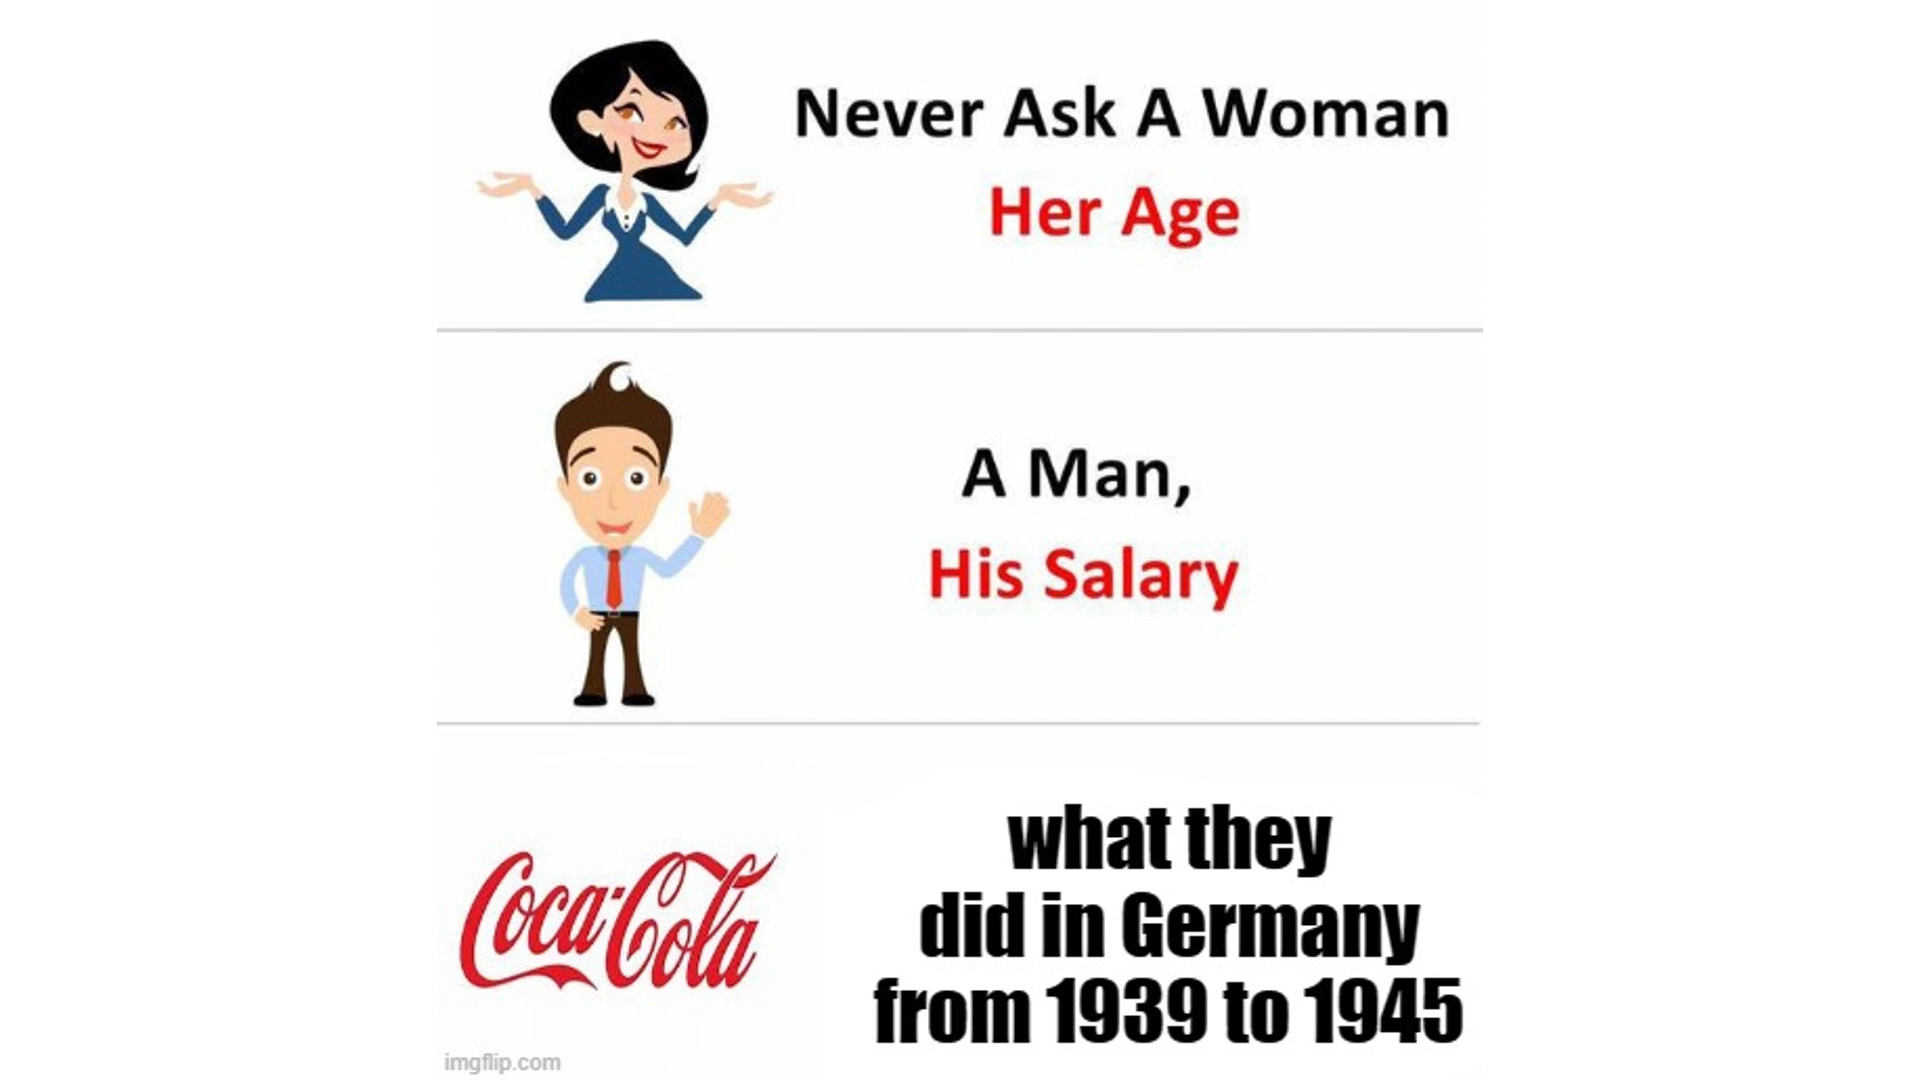 Never Ask A Woman
Her Age
A Man,
His Salary
Coca-Cola
what they
did in Germany
from 1939 to 1945
imgflip.com